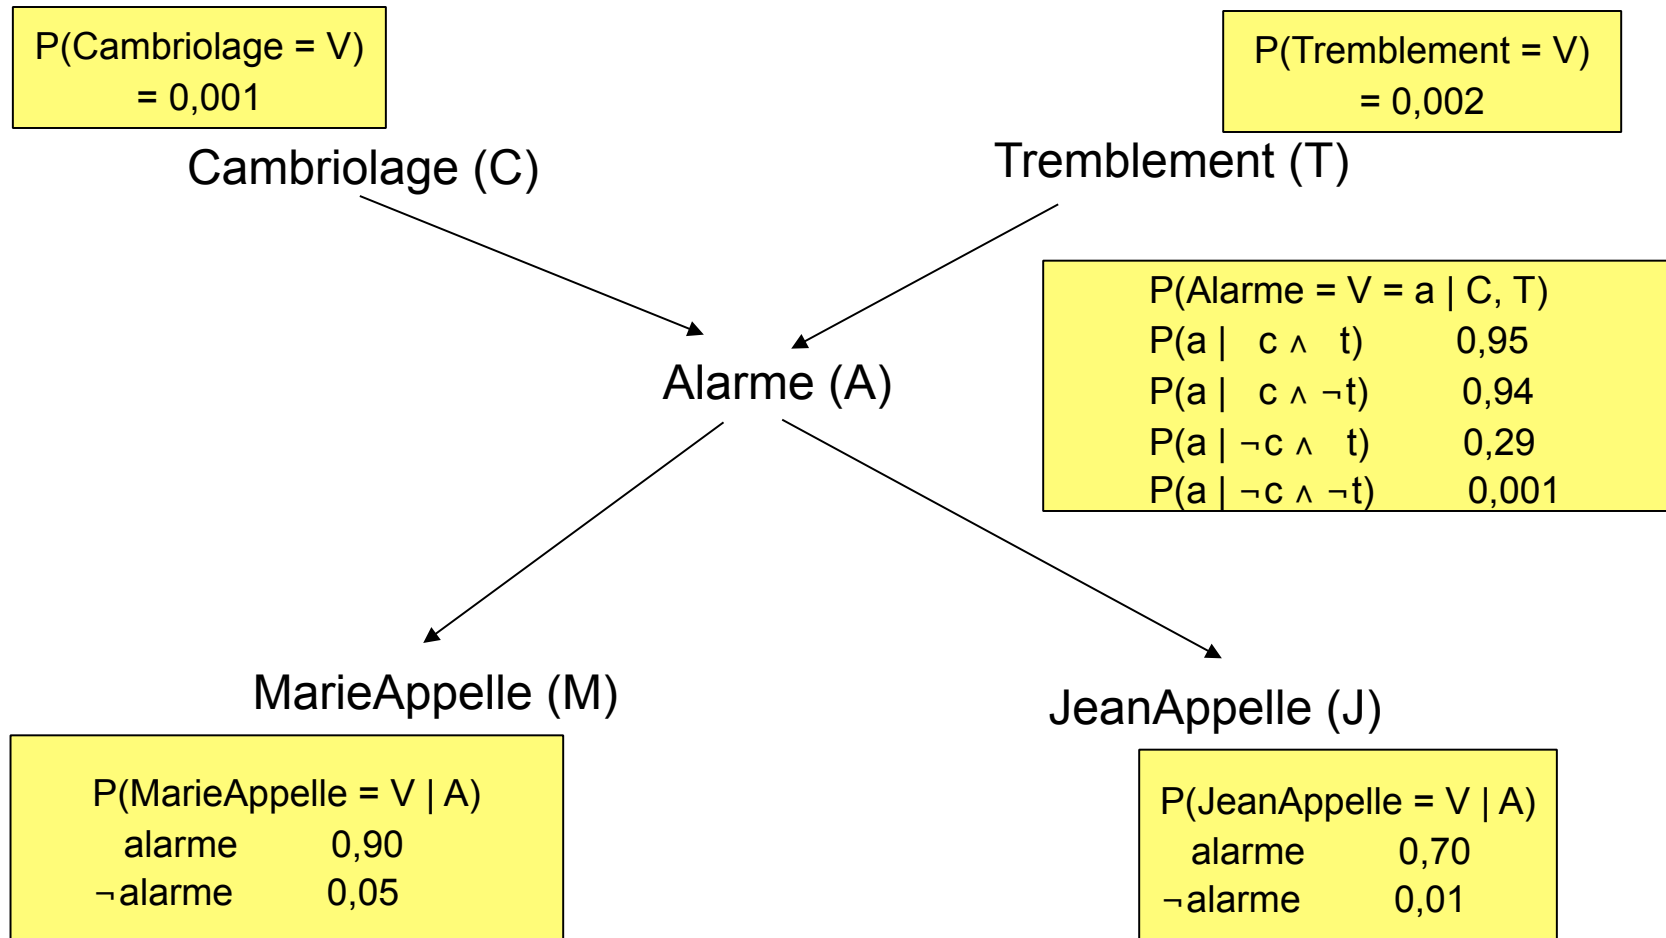 P(Cambriolage = V)
= 0,001
P(Tremblement = V)
= 0,002
Cambriolage (C)
Tremblement (T)
P(Alarme = V = a | C, T)
P(a | c ∧ t) 0,95
P(a | c ∧ ¬t) 0,94
P(a | ¬c ∧ t) 0,29
P(a | ¬c ∧ ¬t) 0,001
Alarme (A)
MarieAppelle (M)
JeanAppelle (J)
P(MarieAppelle = V | A)
alarme 0,90
¬alarme 0,05
P(JeanAppelle = V | A)
alarme 0,70
¬alarme 0,01